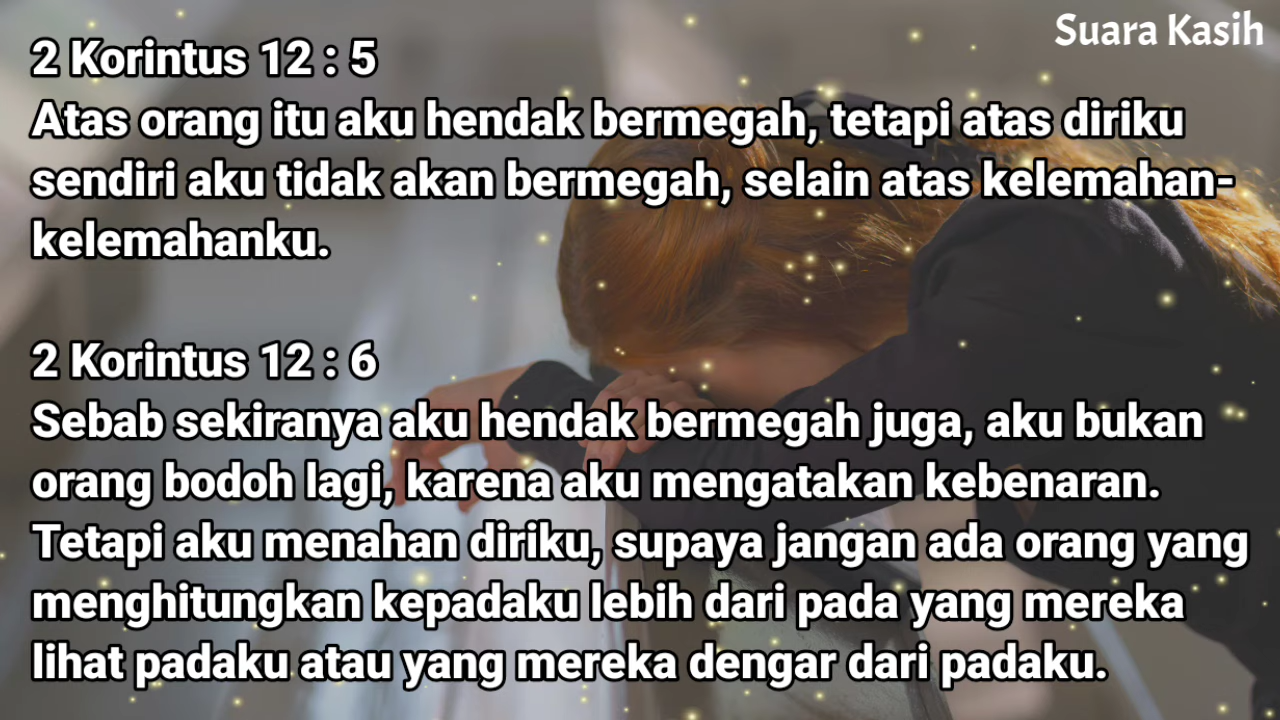 Suara Kasih
2 Korintus 12 : 5
Atas orang itu aku hendak bermegah, tetapi atas diriku
sendiri aku tidak akan bermegah, selain atas kelemahan-
kelemahanku.
2 Korintus 12 : 6
Sebab sekiranya aku hendak bermegah juga, aku bukan
orang bodoh lagi, karena aku mengatakan kebenaran.
Tetapi aku menahan diriku, supaya jangan ada orang yang
menghitungkan kepadaku lebih dari pada yang mereka
lihat padaku atau yang mereka dengar dari padaku.